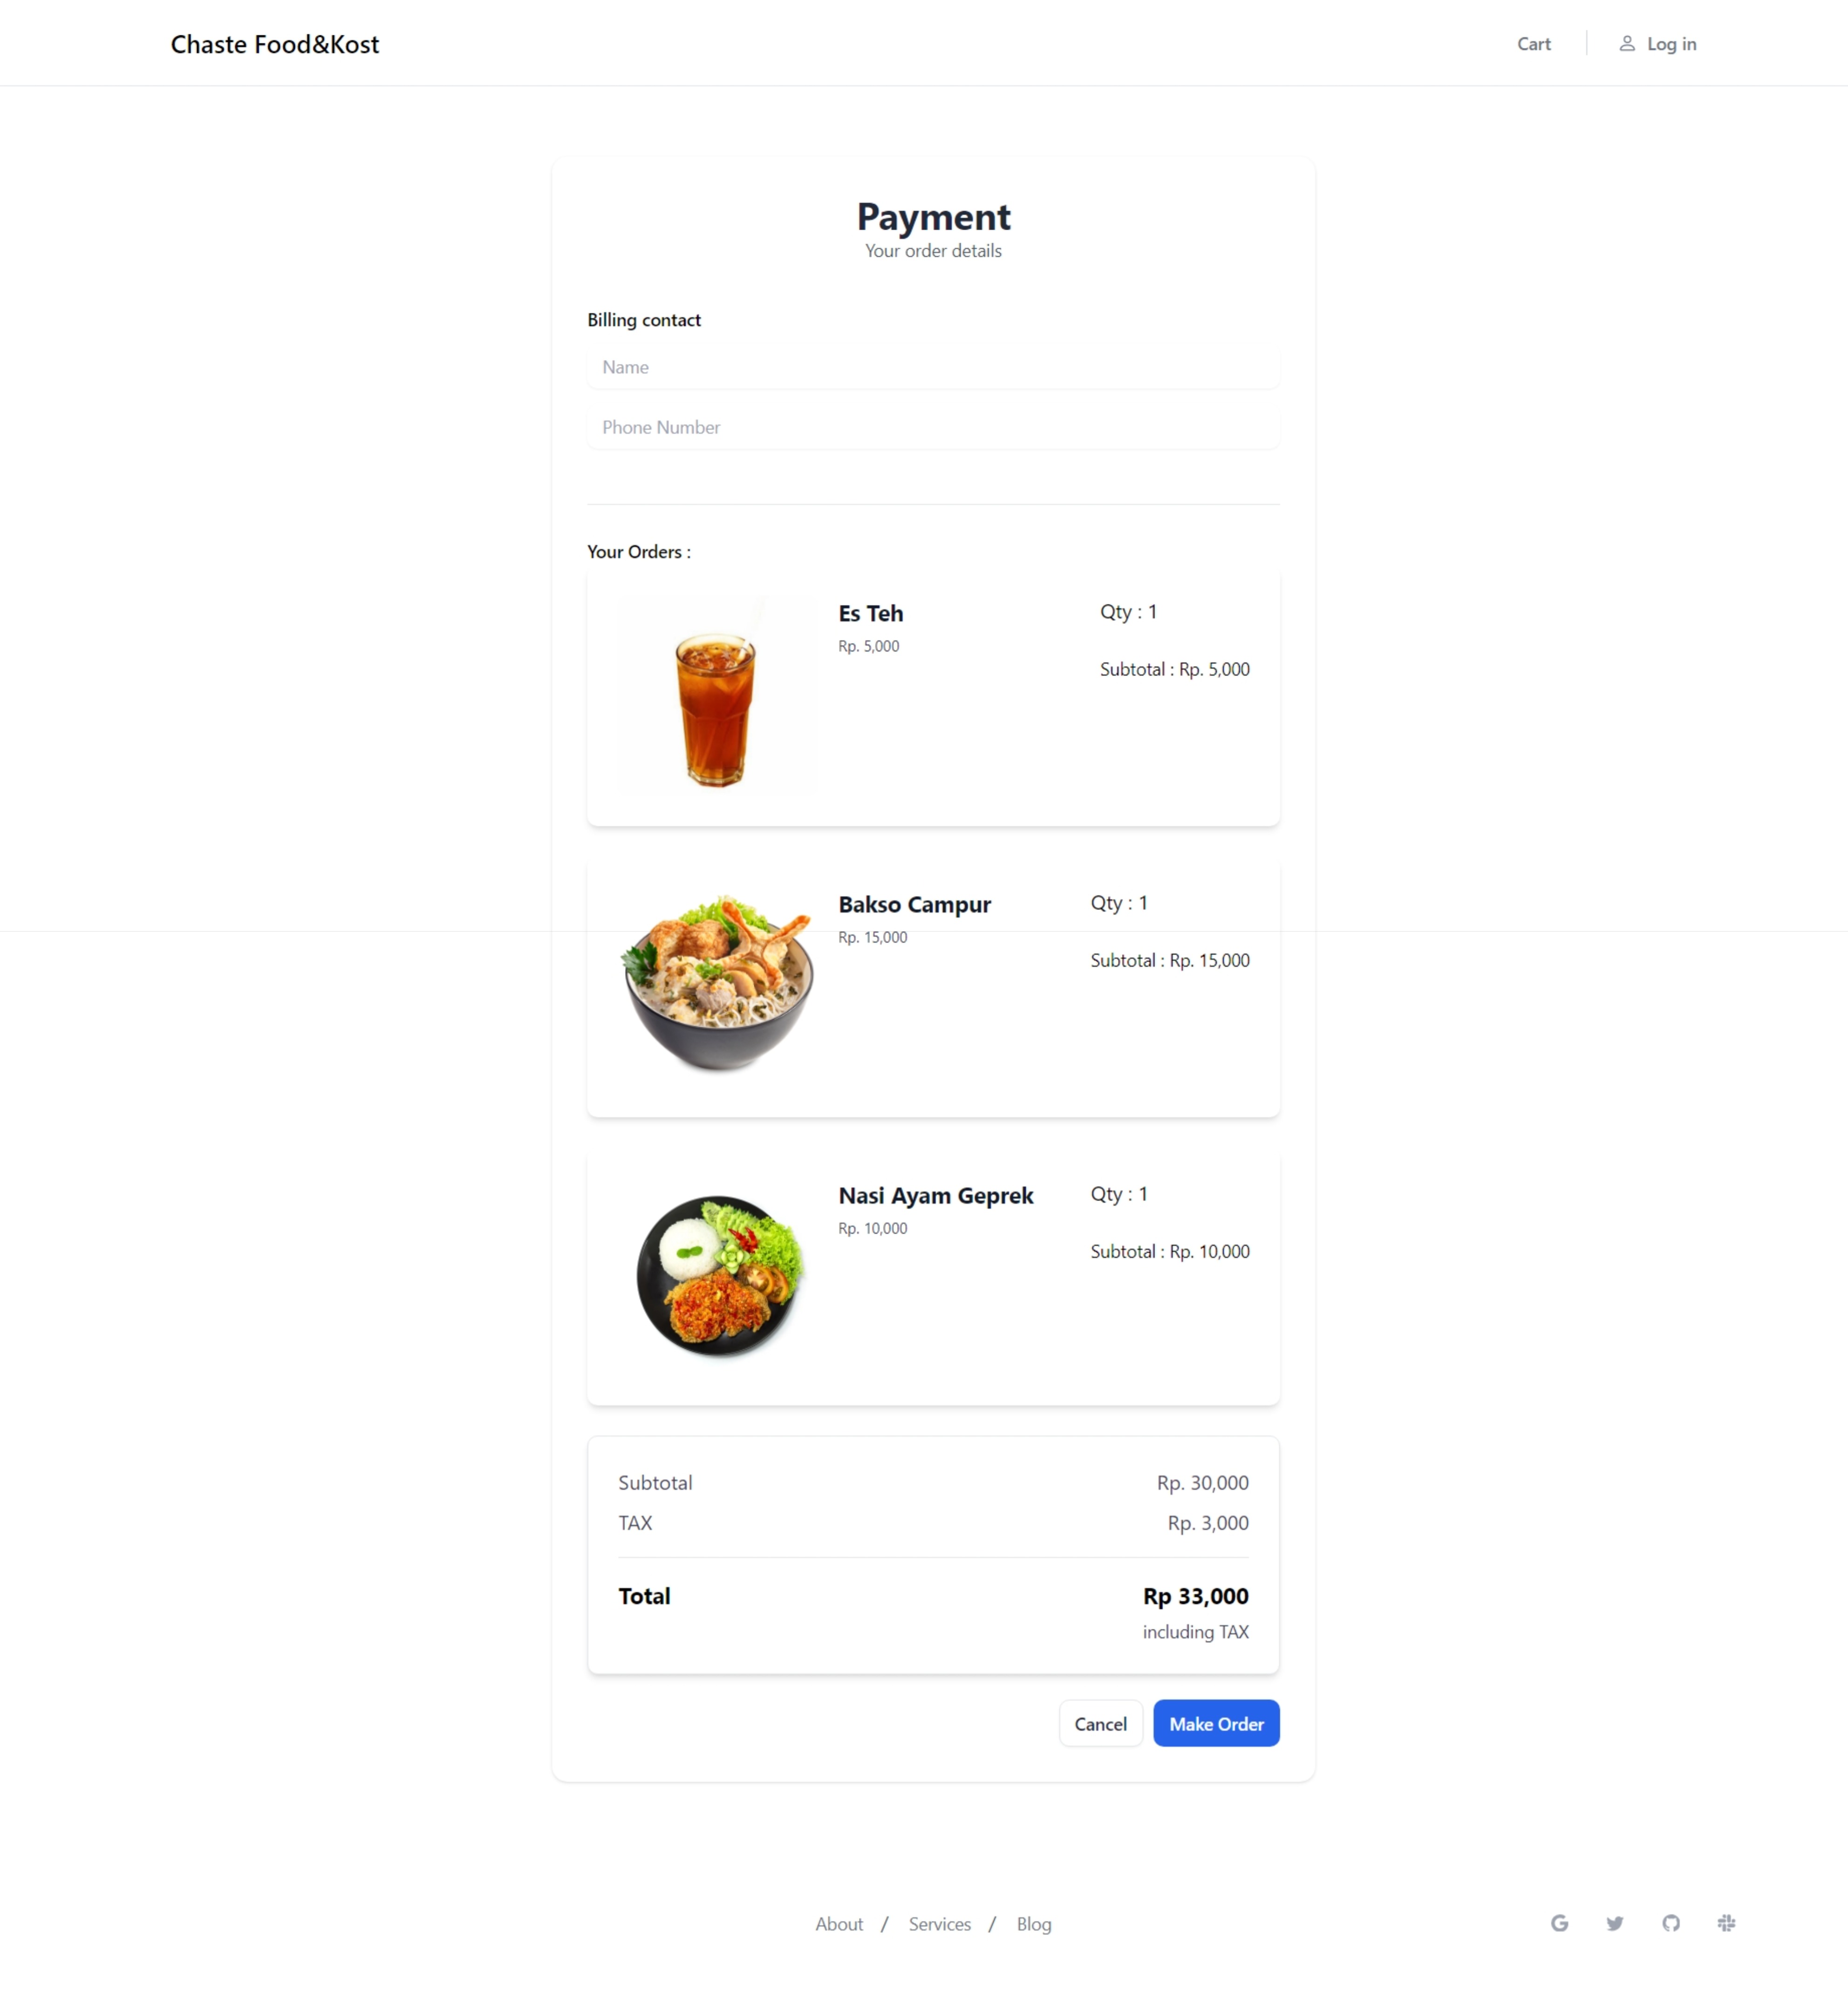 Chaste Food&Kost
Cart
Log in
Payment
Your order details
Billing contact
Name
Phone Number
Your Orders :
Es Teh
Rp. 5,000
Qty : 1
Subtotal : Rp. 5,000
Bakso Campur
Rp. 15,000
Qty : 1
Subtotal : Rp. 15,000
Nasi Ayam Geprek
Rp. 10,000
Qty : 1
Subtotal : Rp. 10,000
Subtotal Rp. 30,000
TAX Rp. 3,000
Total Rp 33,000
including TAX
Cancel Make Order
About / Services / Blog